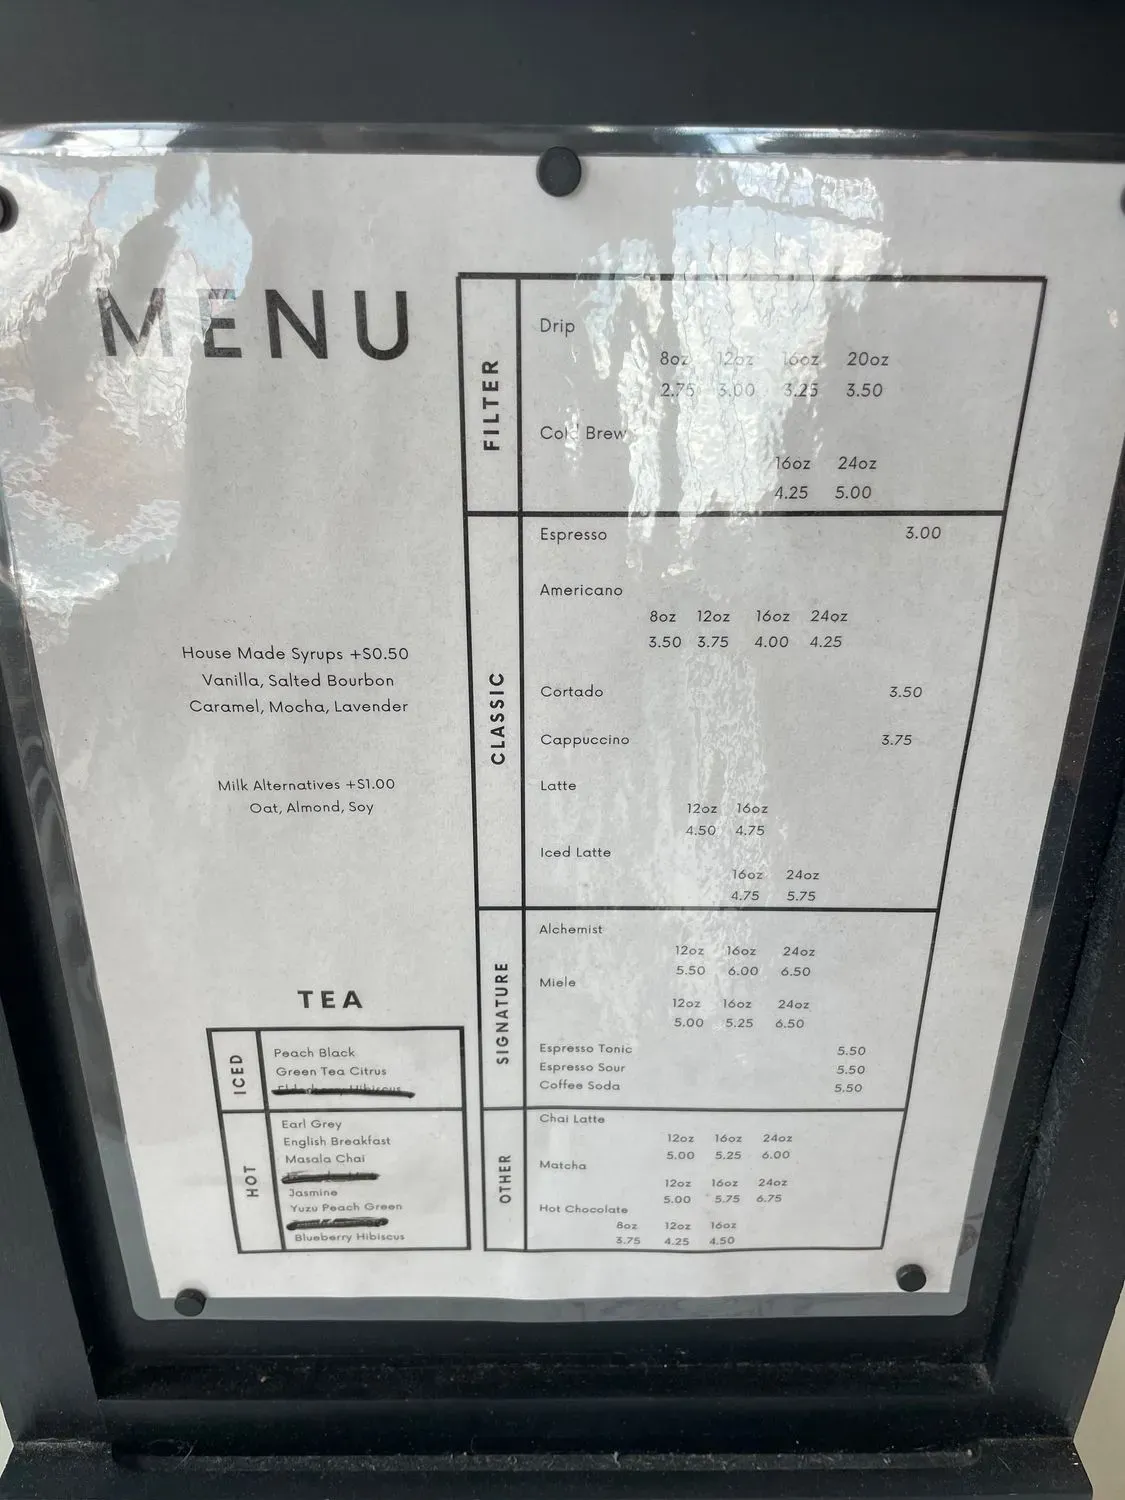 MENU
House Made Syrups +$0.50
Vanilla, Salted Bourbon
Caramel, Mocha, Lavender
Milk Alternatives +$1.00
Oat, Almond, Soy
TEA
ICED
Peach Black
Green Tea Citrus
Elderberry Hibiscus
HOT
Earl Grey
English Breakfast
Masala Chai
Jasmine
Yuzu Peach Green
Blueberry Hibiscus
FILTER
Drip
8oz 12oz 16oz 20oz
2.75 3.00 3.25 3.50
Cold Brew
16oz 24oz
4.25 5.00
CLASSIC
Espresso 3.00
Americano
8oz 12oz 16oz 24oz
3.50 3.75 4.00 4.25
Cortado 3.50
Cappuccino 3.75
Latte
12oz 16oz
4.50 4.75
Iced Latte
16oz 24oz
4.75 5.75
SIGNATURE
Alchemist
12oz 16oz 24oz
5.50 6.00 6.50
Miele
12oz 16oz 24oz
5.00 5.25 6.50
Espresso Tonic 5.50
Espresso Sour 5.50
Coffee Soda 5.50
OTHER
Chai Latte
12oz 16oz 24oz
5.00 5.25 6.00
Matcha
12oz 16oz 24oz
5.00 5.75 6.75
Hot Chocolate
8oz 12oz 16oz
3.75 4.25 4.50